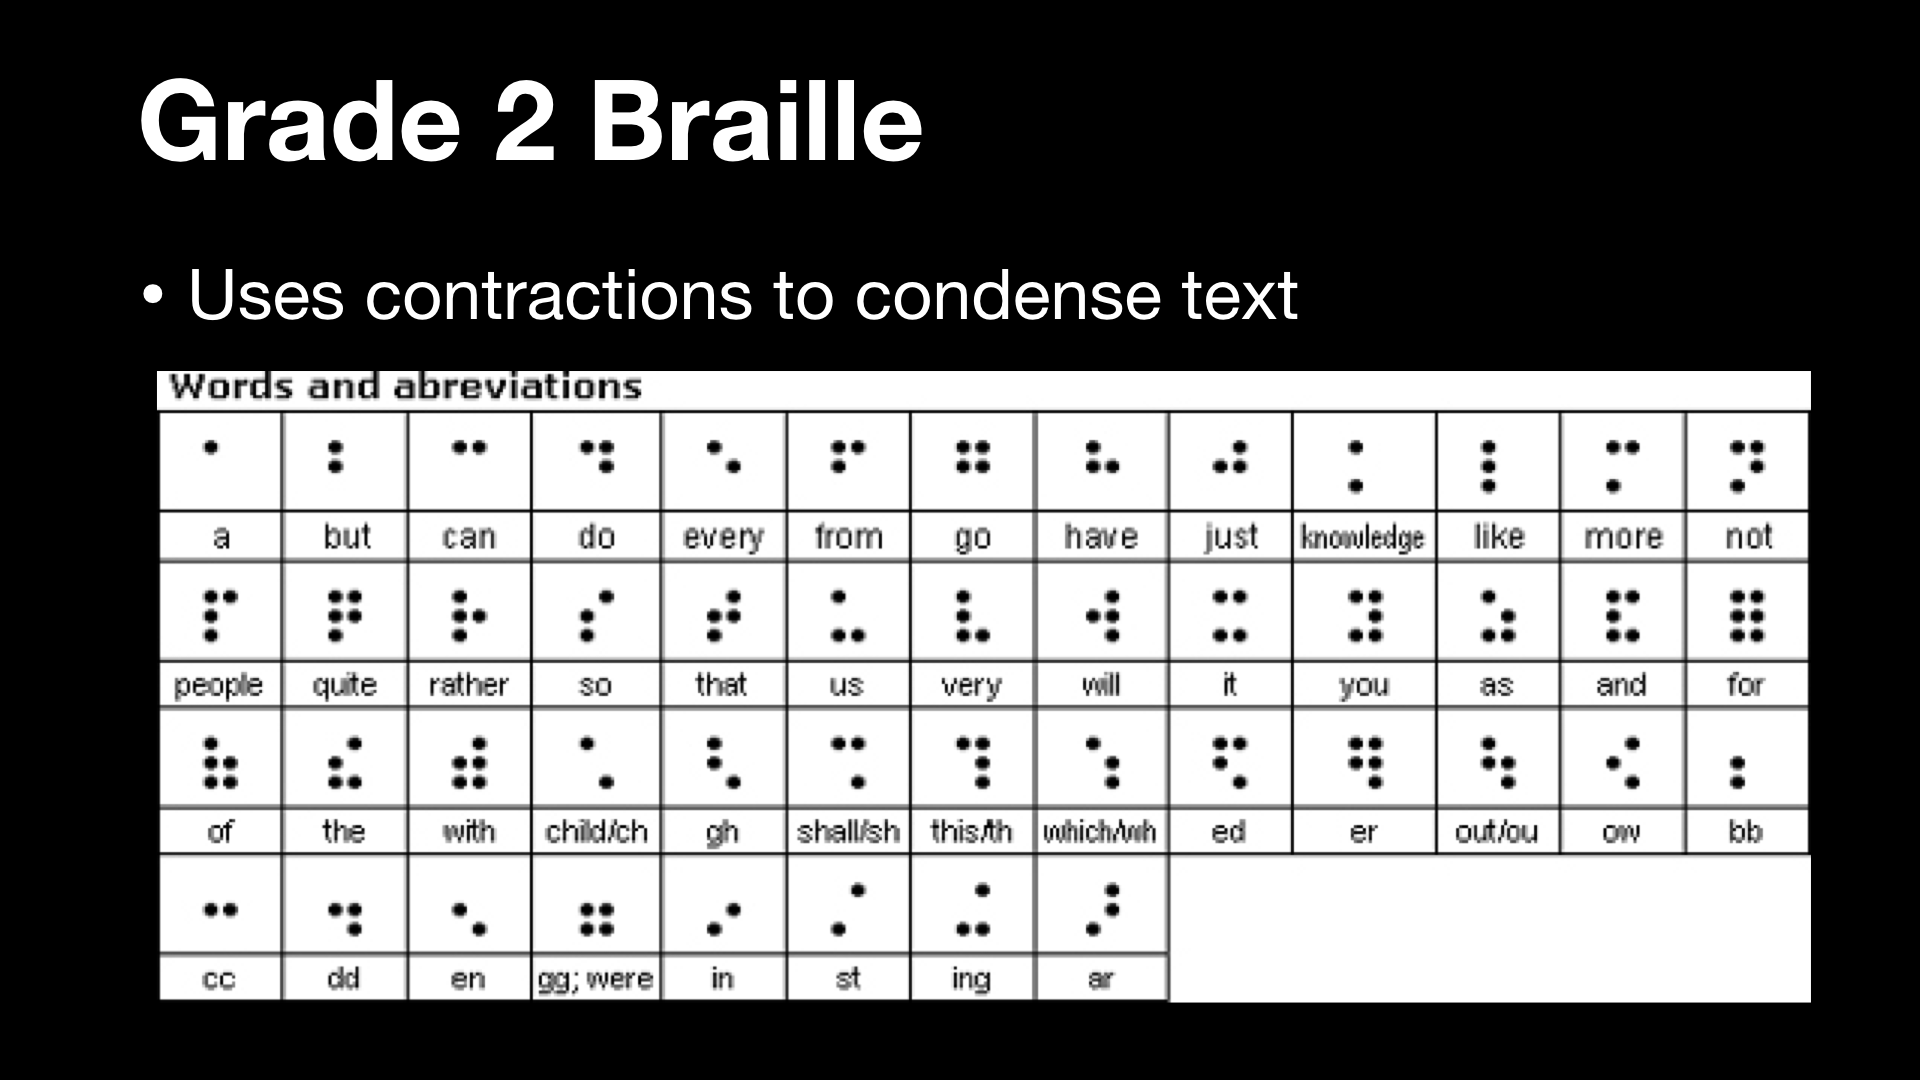 Grade 2 Braille
• Uses contractions to condense text
Words and abreviations
⠁ ⠃ ⠉ ⠙ ⠑ ⠋ ⠛ ⠓ ⠚ ⠅ ⠇ ⠍ ⠝
a but can do every from go have just knowledge like more not
⠏ ⠟ ⠗ ⠎ ⠞ ⠥ ⠧ ⠺ ⠭ ⠽ ⠵ ⠯ ⠿
people quite rather so that us very will it you as and for
⠷ ⠮ ⠾ ⠡ ⠣ ⠩ ⠹ ⠱ ⠫ ⠻ ⠳ ⠪ ⠆
of the with child/ch gh shall/sh this/th which/wh ed er out/ou ow bb
⠒ ⠲ ⠢ ⠶ ⠔ ⠌ ⠬ ⠜
cc dd en gg; were in st ing ar